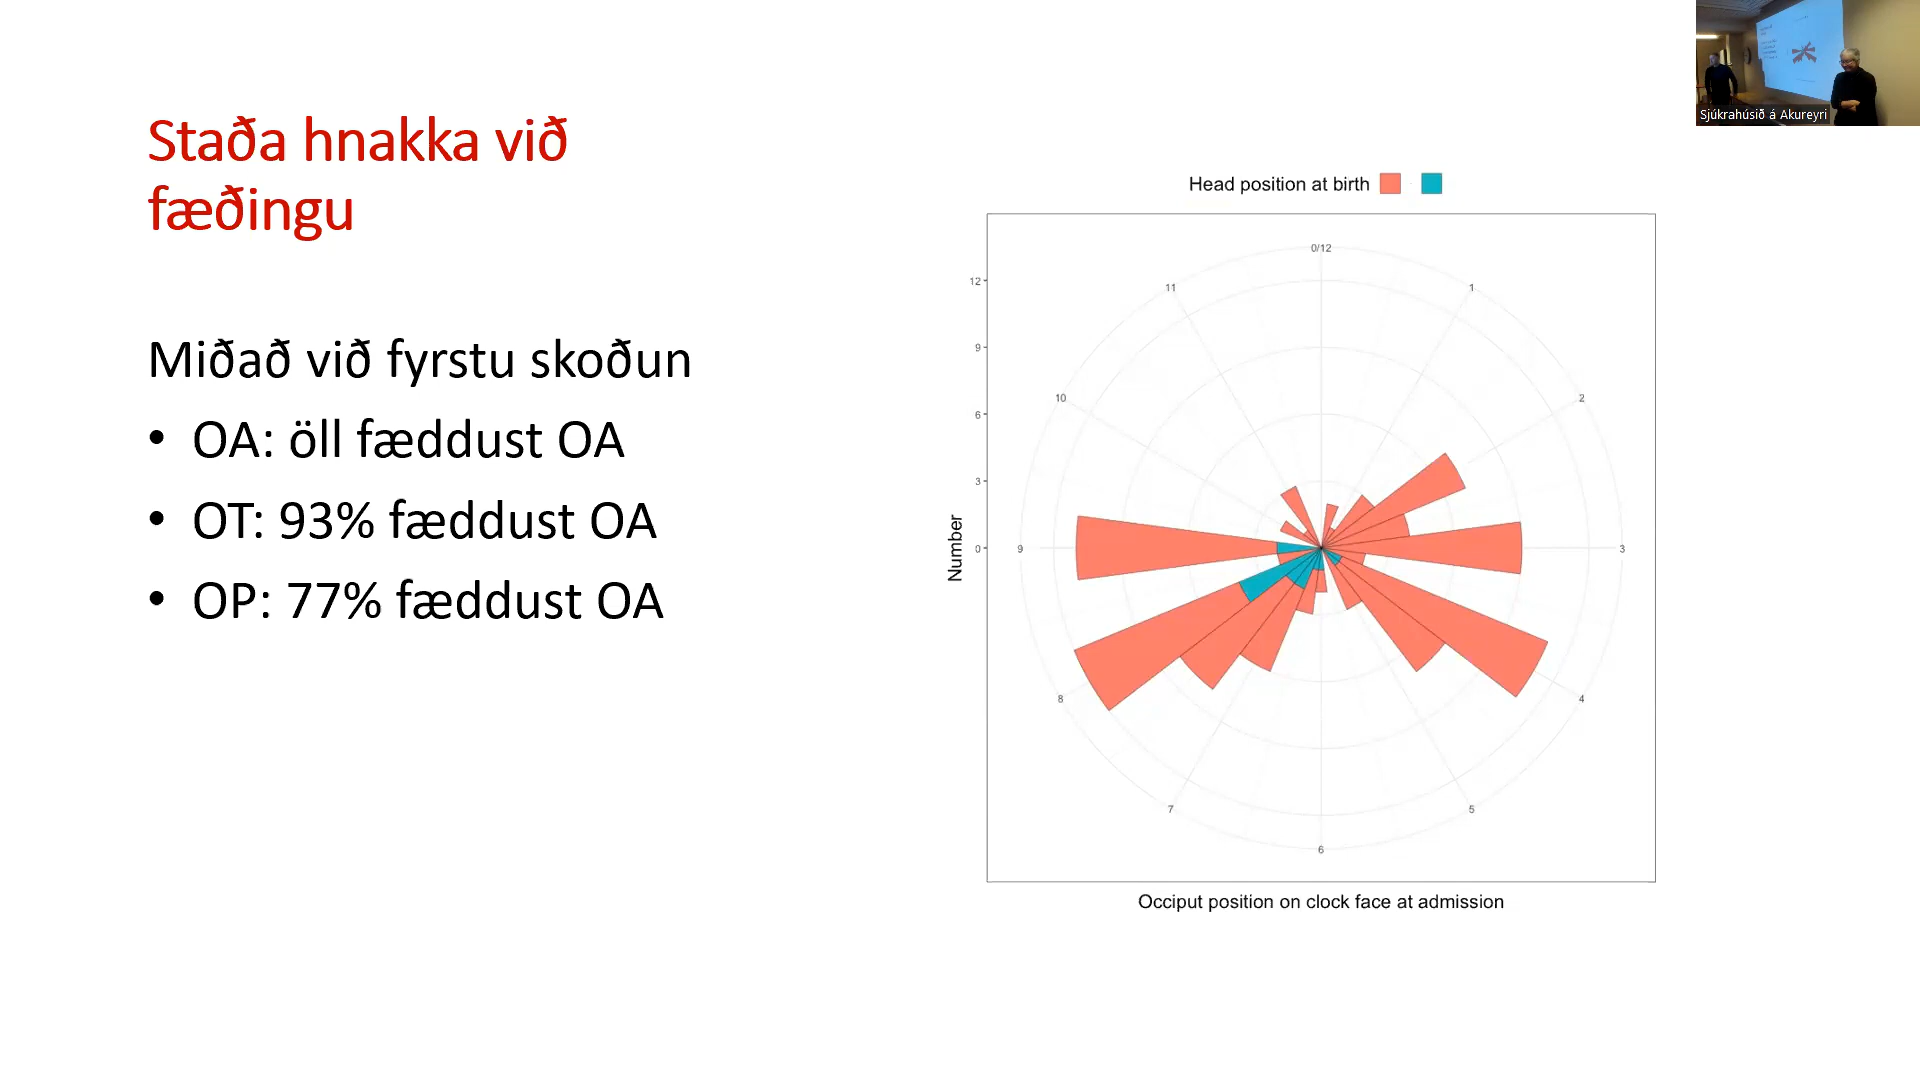 Sjúkrahúsið á Akureyri
Staða hnakka við
fæðingu
Miðað við fyrstu skoðun
• OA: öll fæddust OA
• OT: 93% fæddust OA
• OP: 77% fæddust OA
Head position at birth
0/12
1
2
3
4
5
6
7
8
9
10
11
12
9
6
3
0
Number
Occiput position on clock face at admission